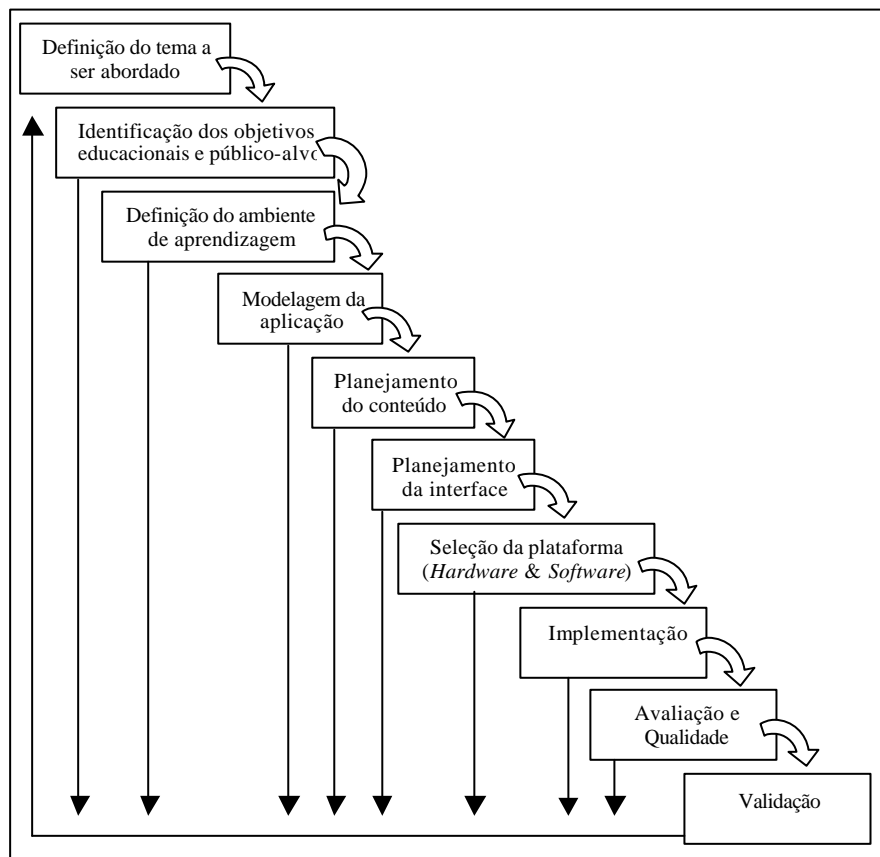 Definição do tema a
ser abordado
Identificação dos objetivos
educacionais e público-alvo
Definição do ambiente
de aprendizagem
Modelagem da
aplicação
Planejamento
do conteúdo
Planejamento
da interface
Seleção da plataforma
(Hardware & Software)
Implementação
Avaliação e
Qualidade
Validação